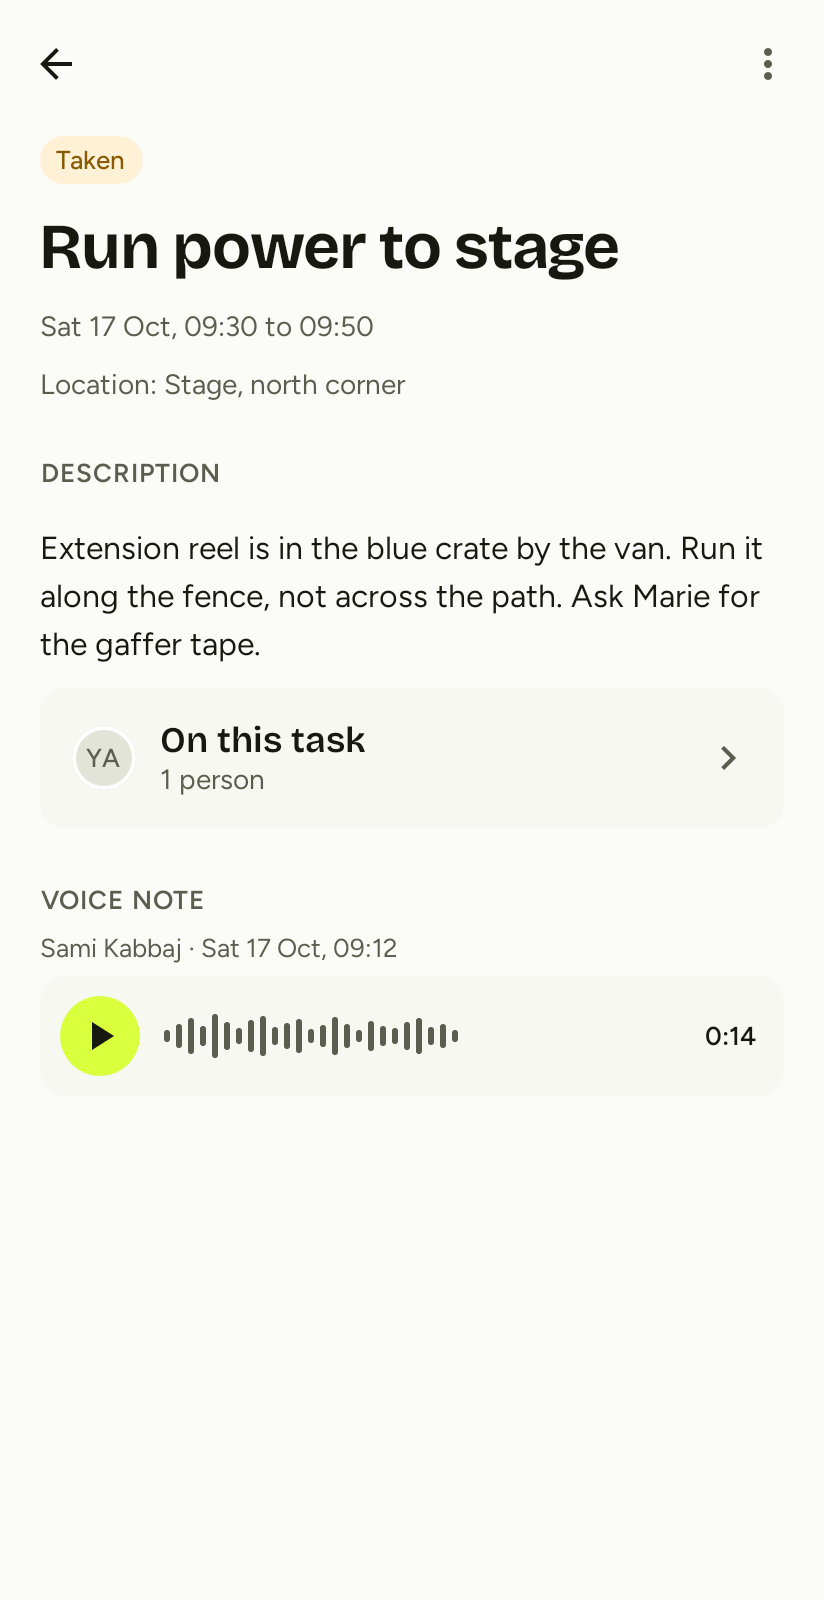 Taken
Run power to stage
Sat 17 Oct, 09:30 to 09:50
Location: Stage, north corner
DESCRIPTION
Extension reel is in the blue crate by the van. Run it
along the fence, not across the path. Ask Marie for
the gaffer tape.
YA
On this task
1 person
VOICE NOTE
Sami Kabbaj · Sat 17 Oct, 09:12
0:14